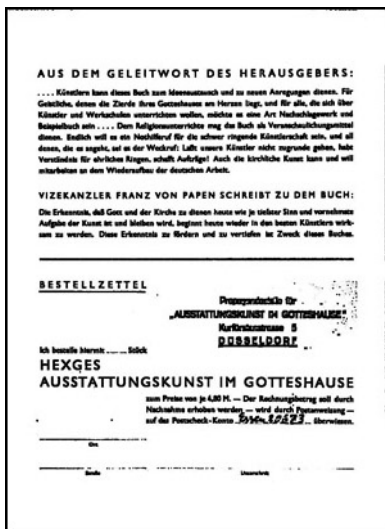 AUS DEM GELEITWORT DES HERAUSGEBERS:
.... Künstlern kann dieses Buch zum Ideenaustausch und zu neuen Anregungen dienen. Für
Geistliche, denen die Zierde ihres Gotteshauses am Herzen liegt, und für alle, die sich über
Künstler und Werkschulen unterrichten wollen, möchte es eine Art Nachschlagewerk und
Beispielbuch sein .... Dem Religionsunterrichte mag das Buch als Veranschaulichungsmittel
dienen. Endlich will es ein Nothilferuf für die schwer ringende Künstlerschaft sein, und all
denen, die es angeht, sei es der Weckruf: Laßt unsere Künstler nicht zugrunde gehen, habt
Verständnis für ehrliches Ringen, schafft Aufträge! Auch die kirchliche Kunst kann und will
mitarbeiten an dem Wiederaufbau der deutschen Arbeit.
VIZEKANZLER FRANZ VON PAPEN SCHREIBT ZU DEM BUCH:
Die Erkenntnis, daß Gott und der Kirche zu dienen heute wie je tiefster Sinn und vornehmste
Aufgabe der Kunst ist und bleiben wird, beginnt heute wieder in den besten Künstlern wirk-
sam zu werden. Diese Erkenntnis zu fördern und zu vertiefen ist Zweck dieses Buches.
BESTELLZETTEL
Propagandastelle für
„AUSSTATTUNGSKUNST IM GOTTESHAUSE“
Kurfürstenstrasse 5
DÜSSELDORF
Ich bestelle hiermit ........ Stück
HEXGES
AUSSTATTUNGSKUNST IM GOTTESHAUSE
zum Preise von je 4,80 M. — Der Rechnungsbetrag soll durch
Nachnahme erhoben werden — wird durch Postanweisung —
auf das Postscheck-Konto Essen 20673 überwiesen.
Ort
Straße Unterschrift